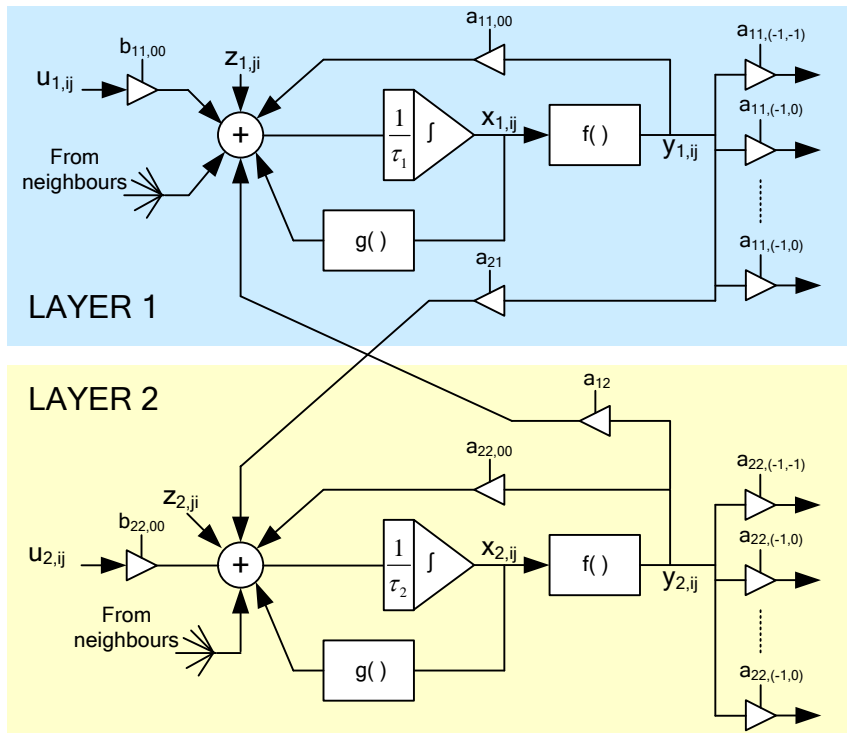 a11,00
a11,(-1,-1)
b11,00
z1,ji
u1,ij
+
1
τ1
∫
x1,ij
f( )
y1,ij
a11,(-1,0)
From
neighbours
g( )
a21
a11,(-1,0)
LAYER 1
LAYER 2
a12
a22,00
a22,(-1,-1)
z2,ji
b22,00
u2,ij
+
1
τ2
∫
x2,ij
f( )
y2,ij
a22,(-1,0)
From
neighbours
g( )
a22,(-1,0)